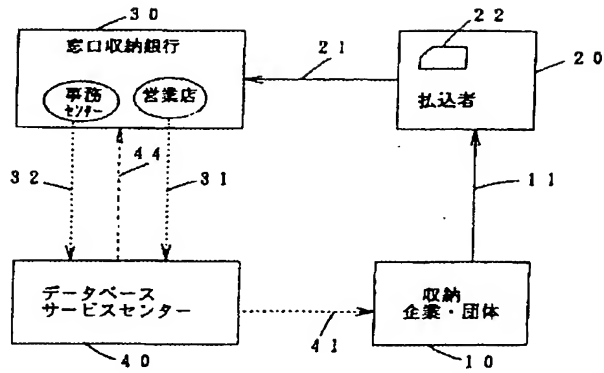 30
窓口収納銀行
事務
センター
営業店
21
22
払込者
20
32
44
31
11
データベース
サービスセンター
40
41
収納
企業・団体
10